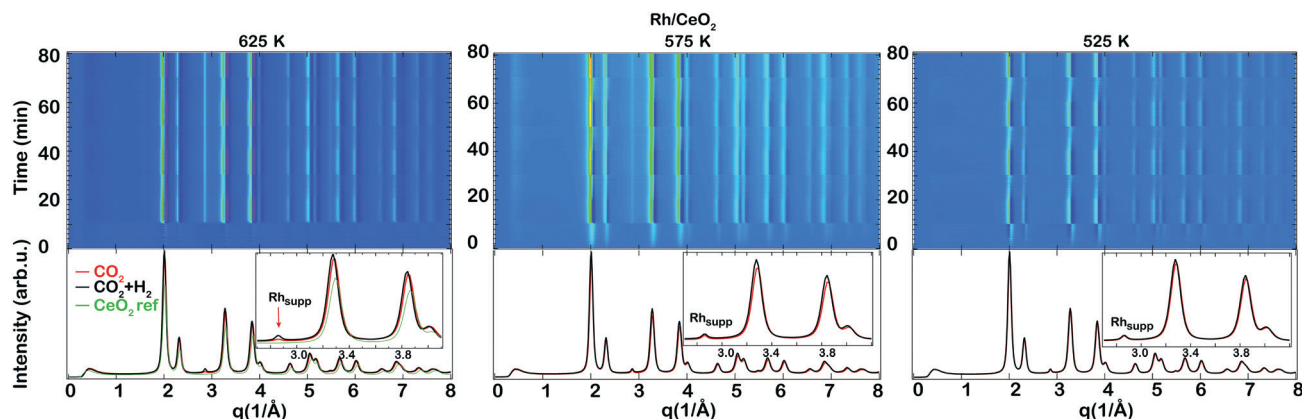 Rh/CeO2
625 K
575 K
525 K
80
60
40
20
0
Time (min)
80
60
40
20
0
80
60
40
20
0
Intensity (arb.u.)
CO2
CO2+H2
CeO2 ref
Rhsupp
3.0
3.4
3.8
Rhsupp
3.0
3.4
3.8
Rhsupp
3.0
3.4
3.8
0 1 2 3 4 5 6 7 8
0 1 2 3 4 5 6 7 8
0 1 2 3 4 5 6 7 8
q(1/Å)
q(1/Å)
q(1/Å)